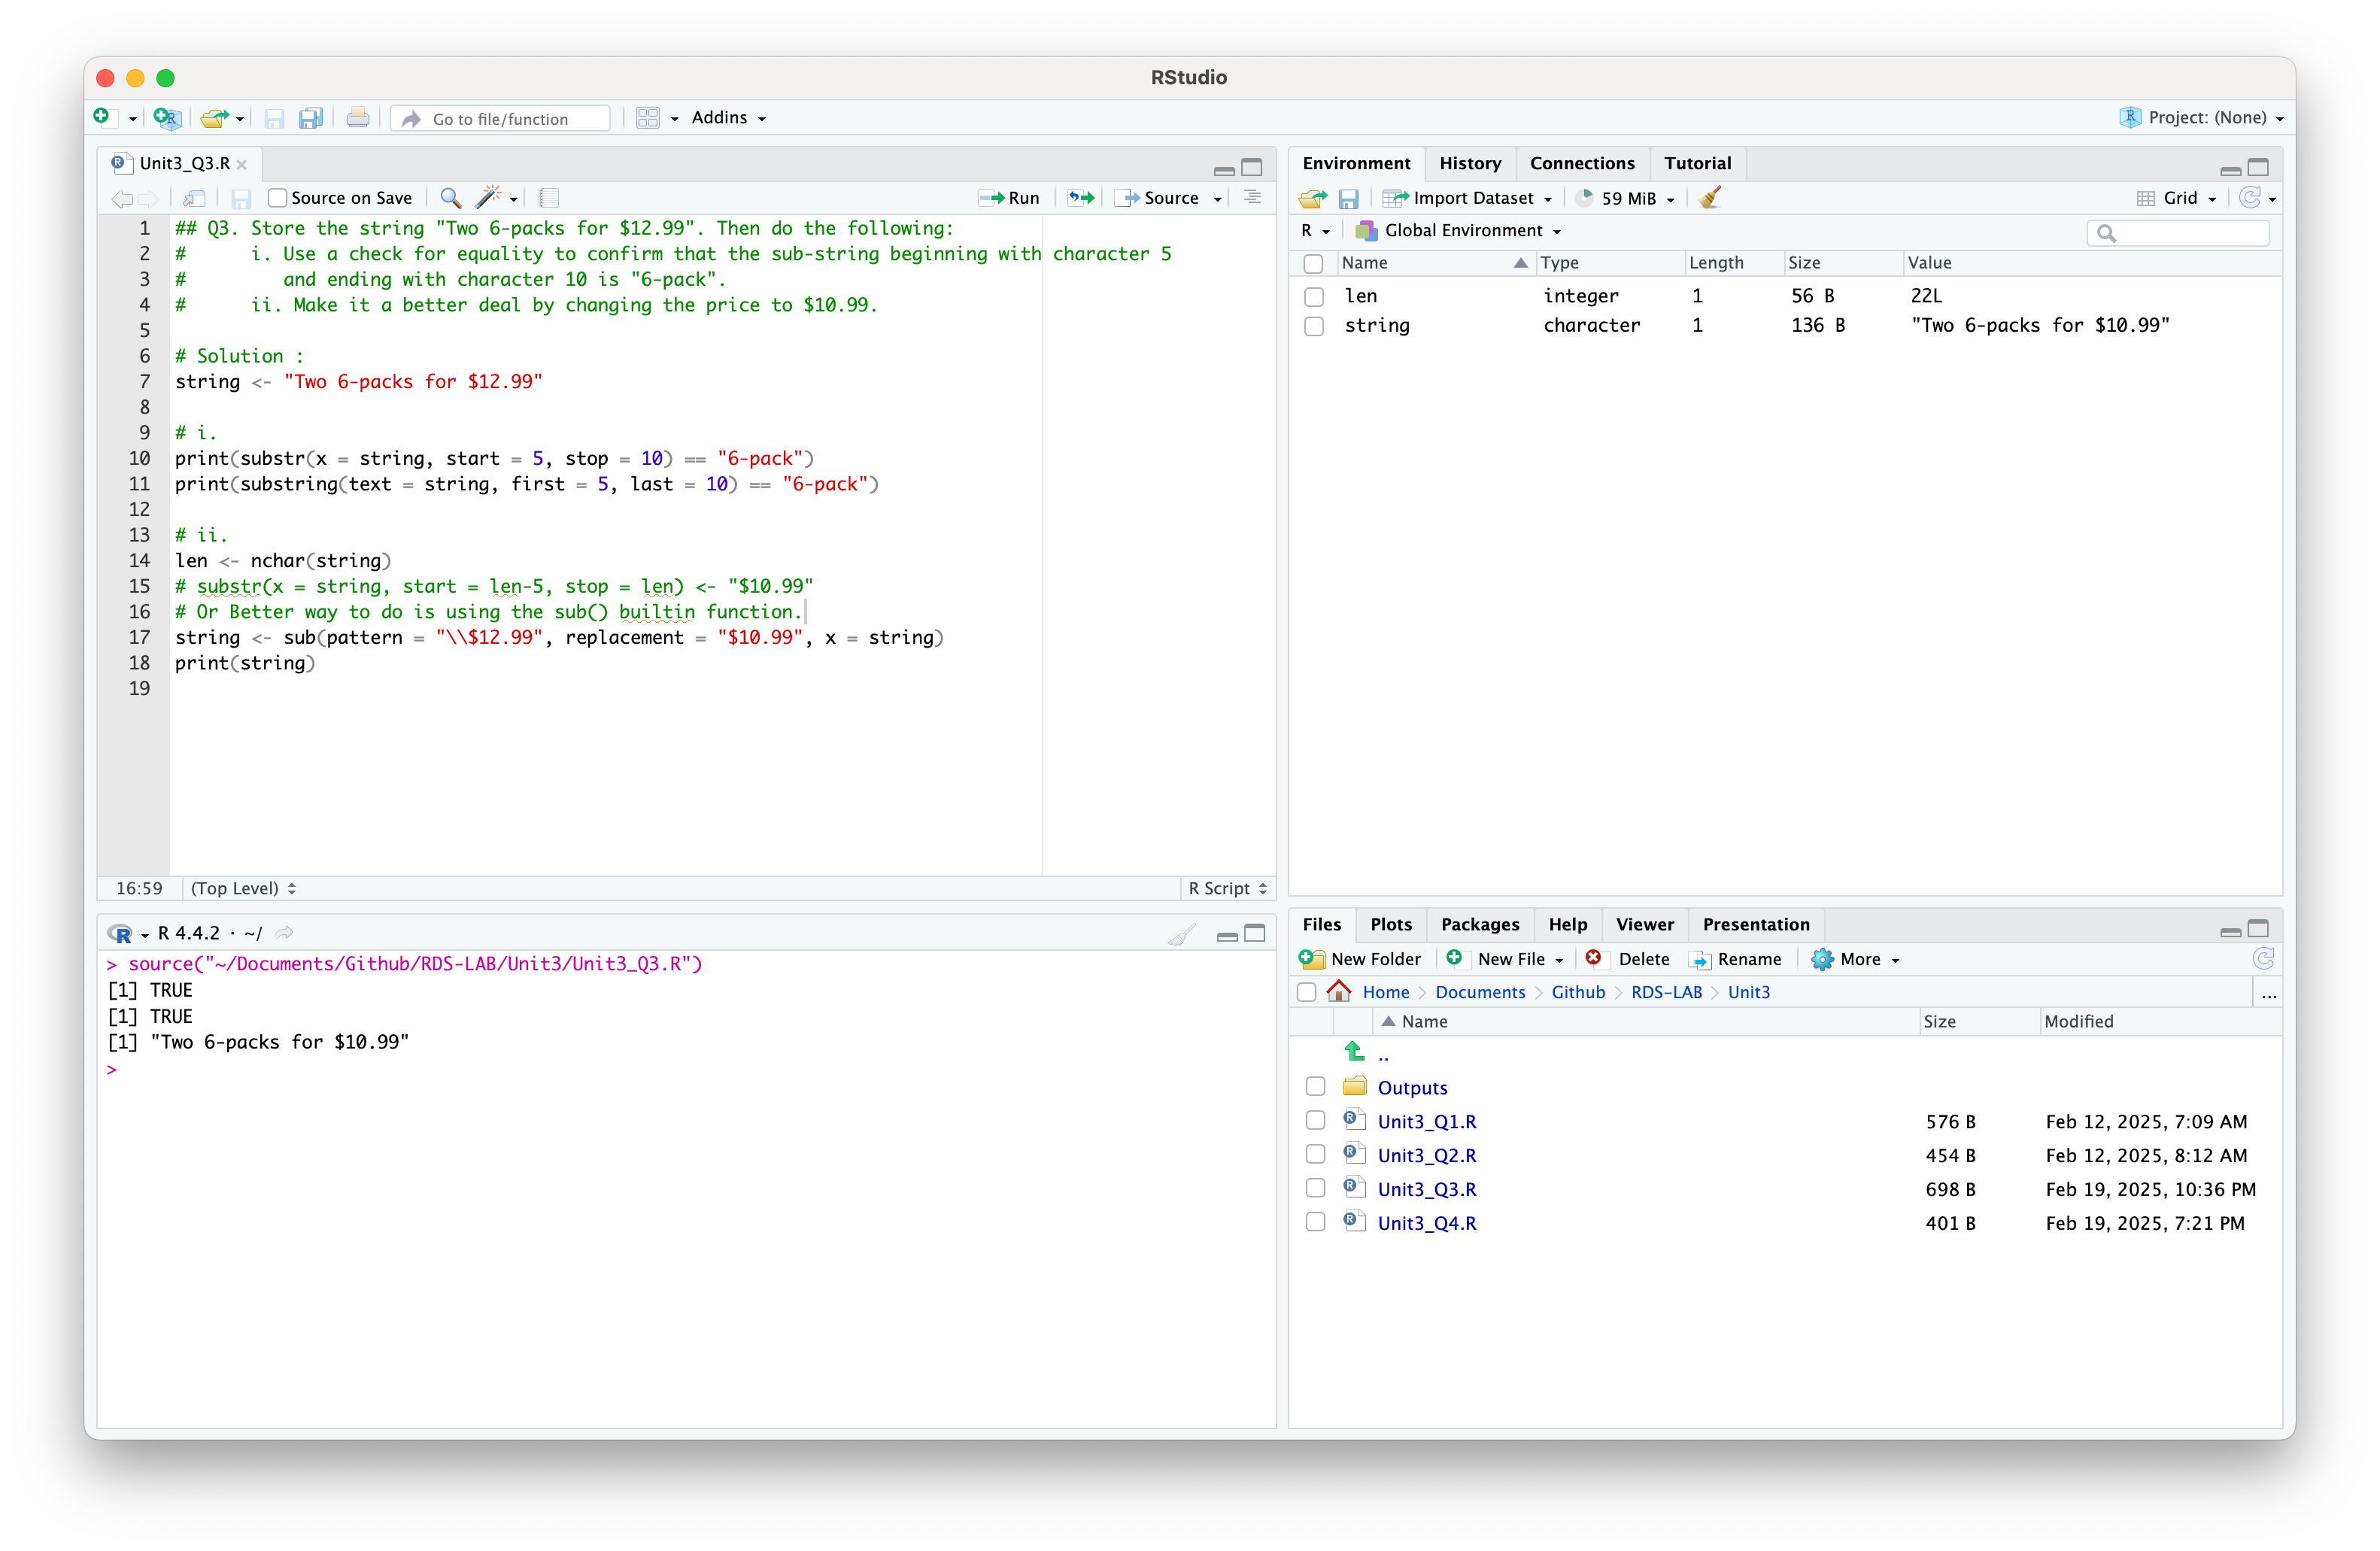 RStudio
Go to file/function
Addins
Project: (None)
Unit3_Q3.R
Source on Save
Run
Source
1 ## Q3. Store the string "Two 6-packs for $12.99". Then do the following:
2 #      i. Use a check for equality to confirm that the sub-string beginning with character 5
3 #         and ending with character 10 is "6-pack".
4 #      ii. Make it a better deal by changing the price to $10.99.
5
6 # Solution :
7 string <- "Two 6-packs for $12.99"
8
9 # i.
10 print(substr(x = string, start = 5, stop = 10) == "6-pack")
11 print(substring(text = string, first = 5, last = 10) == "6-pack")
12
13 # ii.
14 len <- nchar(string)
15 # substr(x = string, start = len-5, stop = len) <- "$10.99"
16 # Or Better way to do is using the sub() builtin function.
17 string <- sub(pattern = "\\$12.99", replacement = "$10.99", x = string)
18 print(string)
19
16:59 (Top Level) R Script
R 4.4.2 · ~/
> source("~/Documents/Github/RDS-LAB/Unit3/Unit3_Q3.R")
[1] TRUE
[1] TRUE
[1] "Two 6-packs for $10.99"
>
Environment History Connections Tutorial
Import Dataset 59 MiB Grid
R Global Environment
Name Type Length Size Value
len integer 1 56 B 22L
string character 1 136 B "Two 6-packs for $10.99"
Files Plots Packages Help Viewer Presentation
New Folder New File Delete Rename More
Home Documents Github RDS-LAB Unit3 ...
Name Size Modified
..
Outputs
Unit3_Q1.R 576 B Feb 12, 2025, 7:09 AM
Unit3_Q2.R 454 B Feb 12, 2025, 8:12 AM
Unit3_Q3.R 698 B Feb 19, 2025, 10:36 PM
Unit3_Q4.R 401 B Feb 19, 2025, 7:21 PM